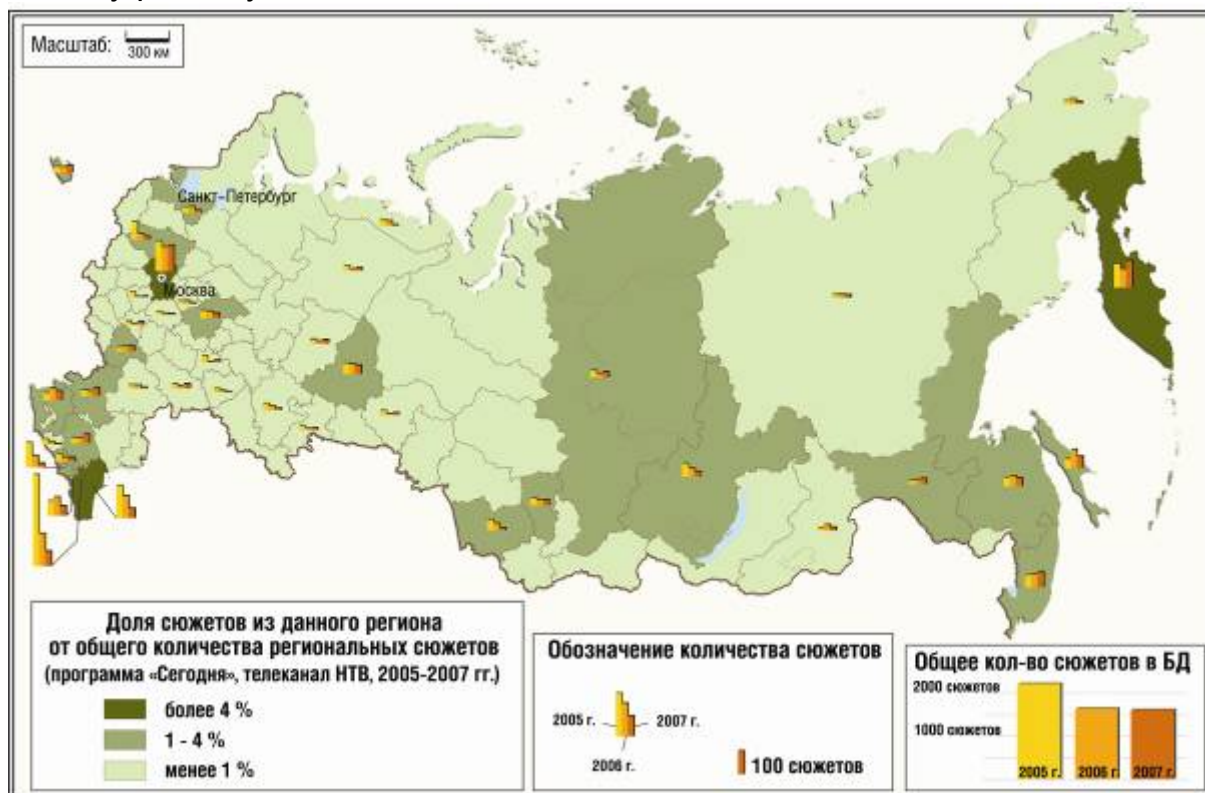 Масштаб:
300 км
Санкт-Петербург
Москва
Доля сюжетов из данного региона
от общего количества региональных сюжетов
(программа «Сегодня», телеканал НТВ, 2005-2007 гг.)
более 4 %
1 - 4 %
менее 1 %
Обозначение количества сюжетов
2005 г.
2007 г.
2006 г.
100 сюжетов
Общее кол-во сюжетов в БД
2000 сюжетов
1000 сюжетов
2005 г.
2006 г.
2007 г.